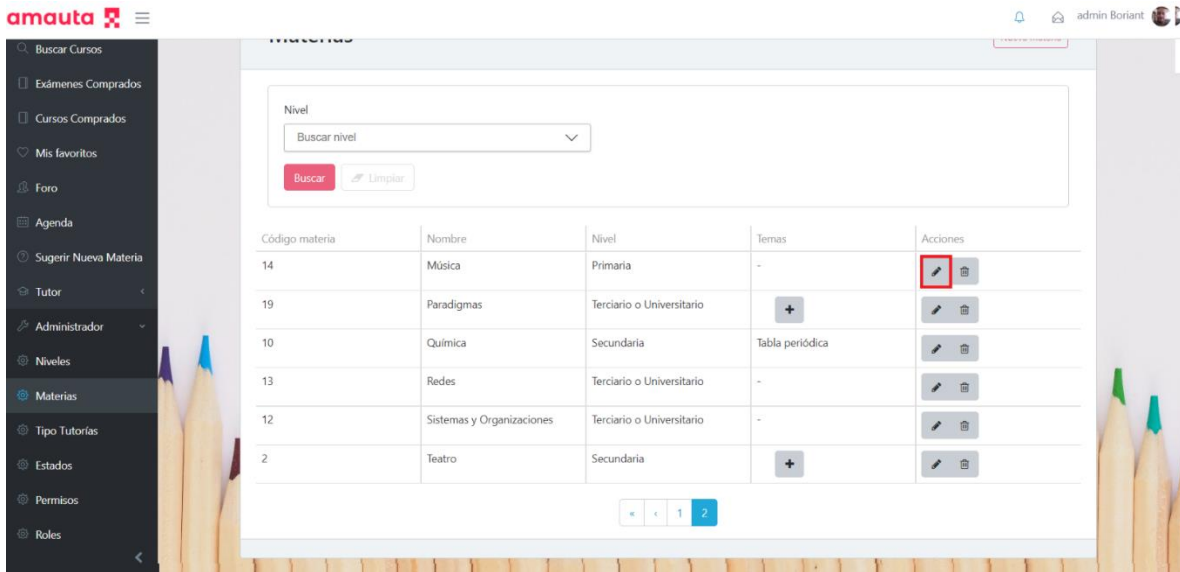 amauta
admin Boriant
Buscar Cursos
Exámenes Comprados
Cursos Comprados
Mis favoritos
Foro
Agenda
Sugerir Nueva Materia
Tutor
Administrador
Niveles
Materias
Tipo Tutorías
Estados
Permisos
Roles
Materias
Nivel
Buscar nivel
Buscar Limpiar
Código materia Nombre Nivel Temas Acciones
14 Música Primaria -
19 Paradigmas Terciario o Universitario +
10 Química Secundaria Tabla periódica
13 Redes Terciario o Universitario -
12 Sistemas y Organizaciones Terciario o Universitario -
2 Teatro Secundaria +
« ‹ 1 2